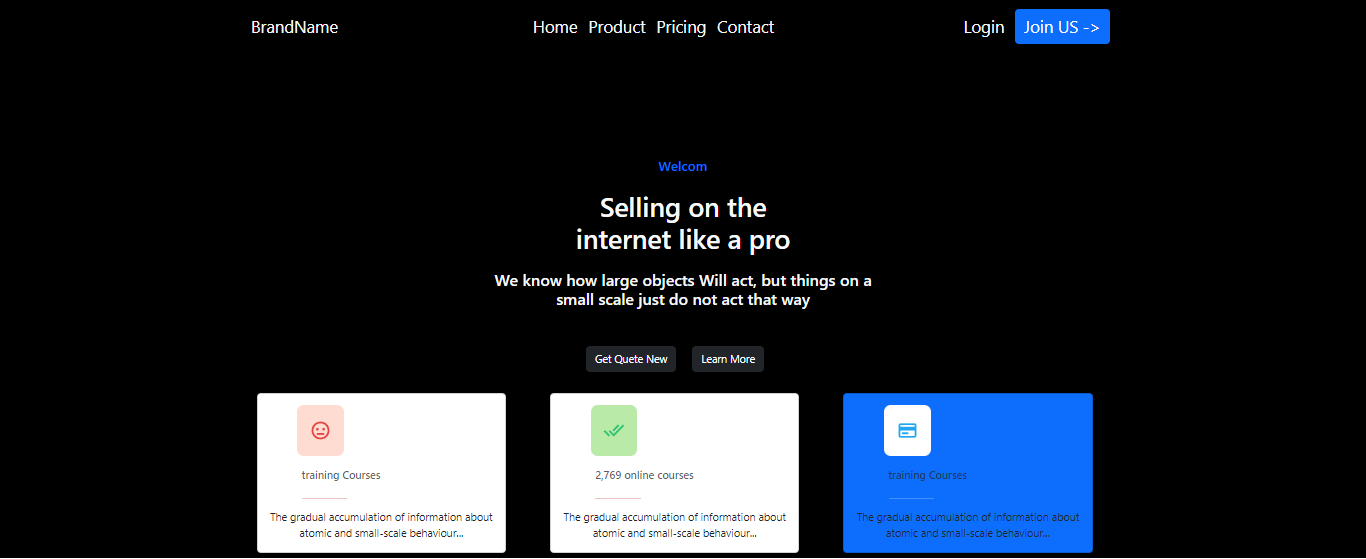 BrandName Home Product Pricing Contact Login Join US ->
Welcom
Selling on the
internet like a pro
We know how large objects Will act, but things on a
small scale just do not act that way
Get Quete New Learn More
training Courses
The gradual accumulation of information about
atomic and small-scale behaviour...
2,769 online courses
The gradual accumulation of information about
atomic and small-scale behaviour...
training Courses
The gradual accumulation of information about
atomic and small-scale behaviour...